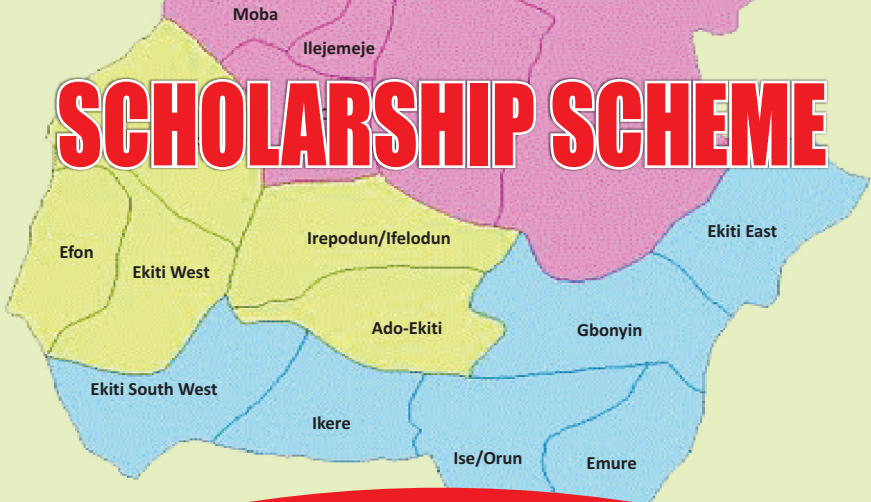 Moba
Ilejemeje
SCHOLARSHIP SCHEME
Ekiti East
Irepodun/Ifelodun
Efon
Ekiti West
Ado-Ekiti
Gbonyin
Ekiti South West
Ikere
Ise/Orun
Emure